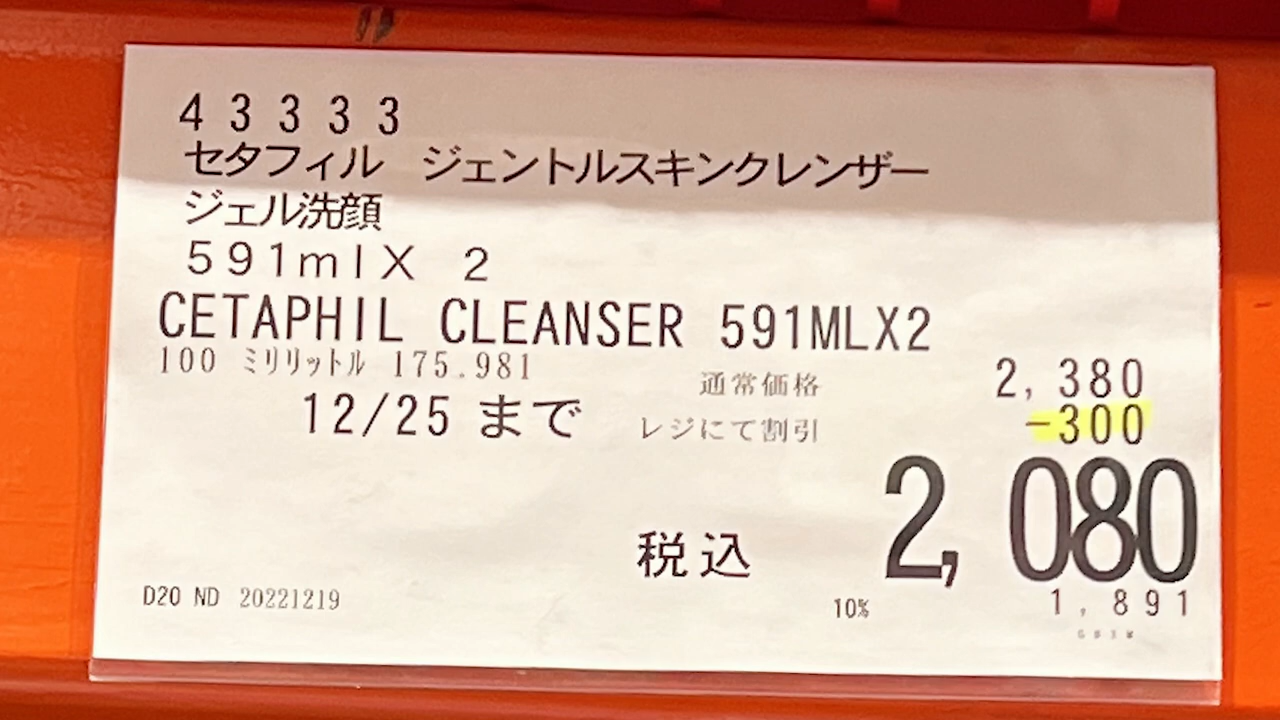 43333
セタフィル ジェントルスキンクレンザー
ジェル洗顔
591mlX 2
CETAPHIL CLEANSER 591MLX2
100 ミリリットル 175.981
通常価格 2,380
12/25 まで レジにて割引 -300
税込 2,080
D20 ND 20221219 10% 1,891